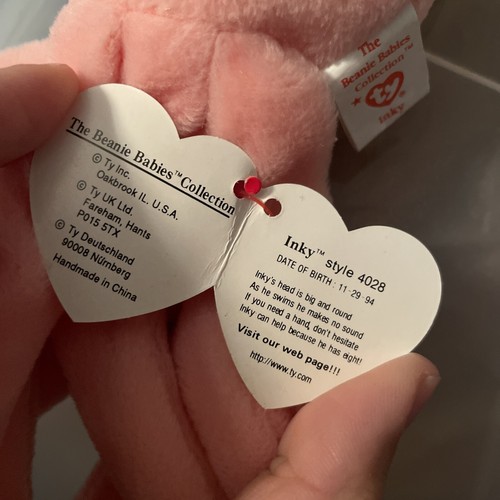 The
Beanie Babies
Collection™
ty
Inky
The Beanie Babies™Collection
© Ty Inc.
Oakbrook IL. U.S.A.
© Ty UK Ltd.
Fareham, Hants
P015 5TX
© Ty Deutschland
90008 Nürnberg
Handmade in China
Inky™ style 4028
DATE OF BIRTH : 11-29-94
Inky's head is big and round
As he swims he makes no sound
If you need a hand, don't hesitate
Inky can help because he has eight!
Visit our web page!!!
http://www.ty.com